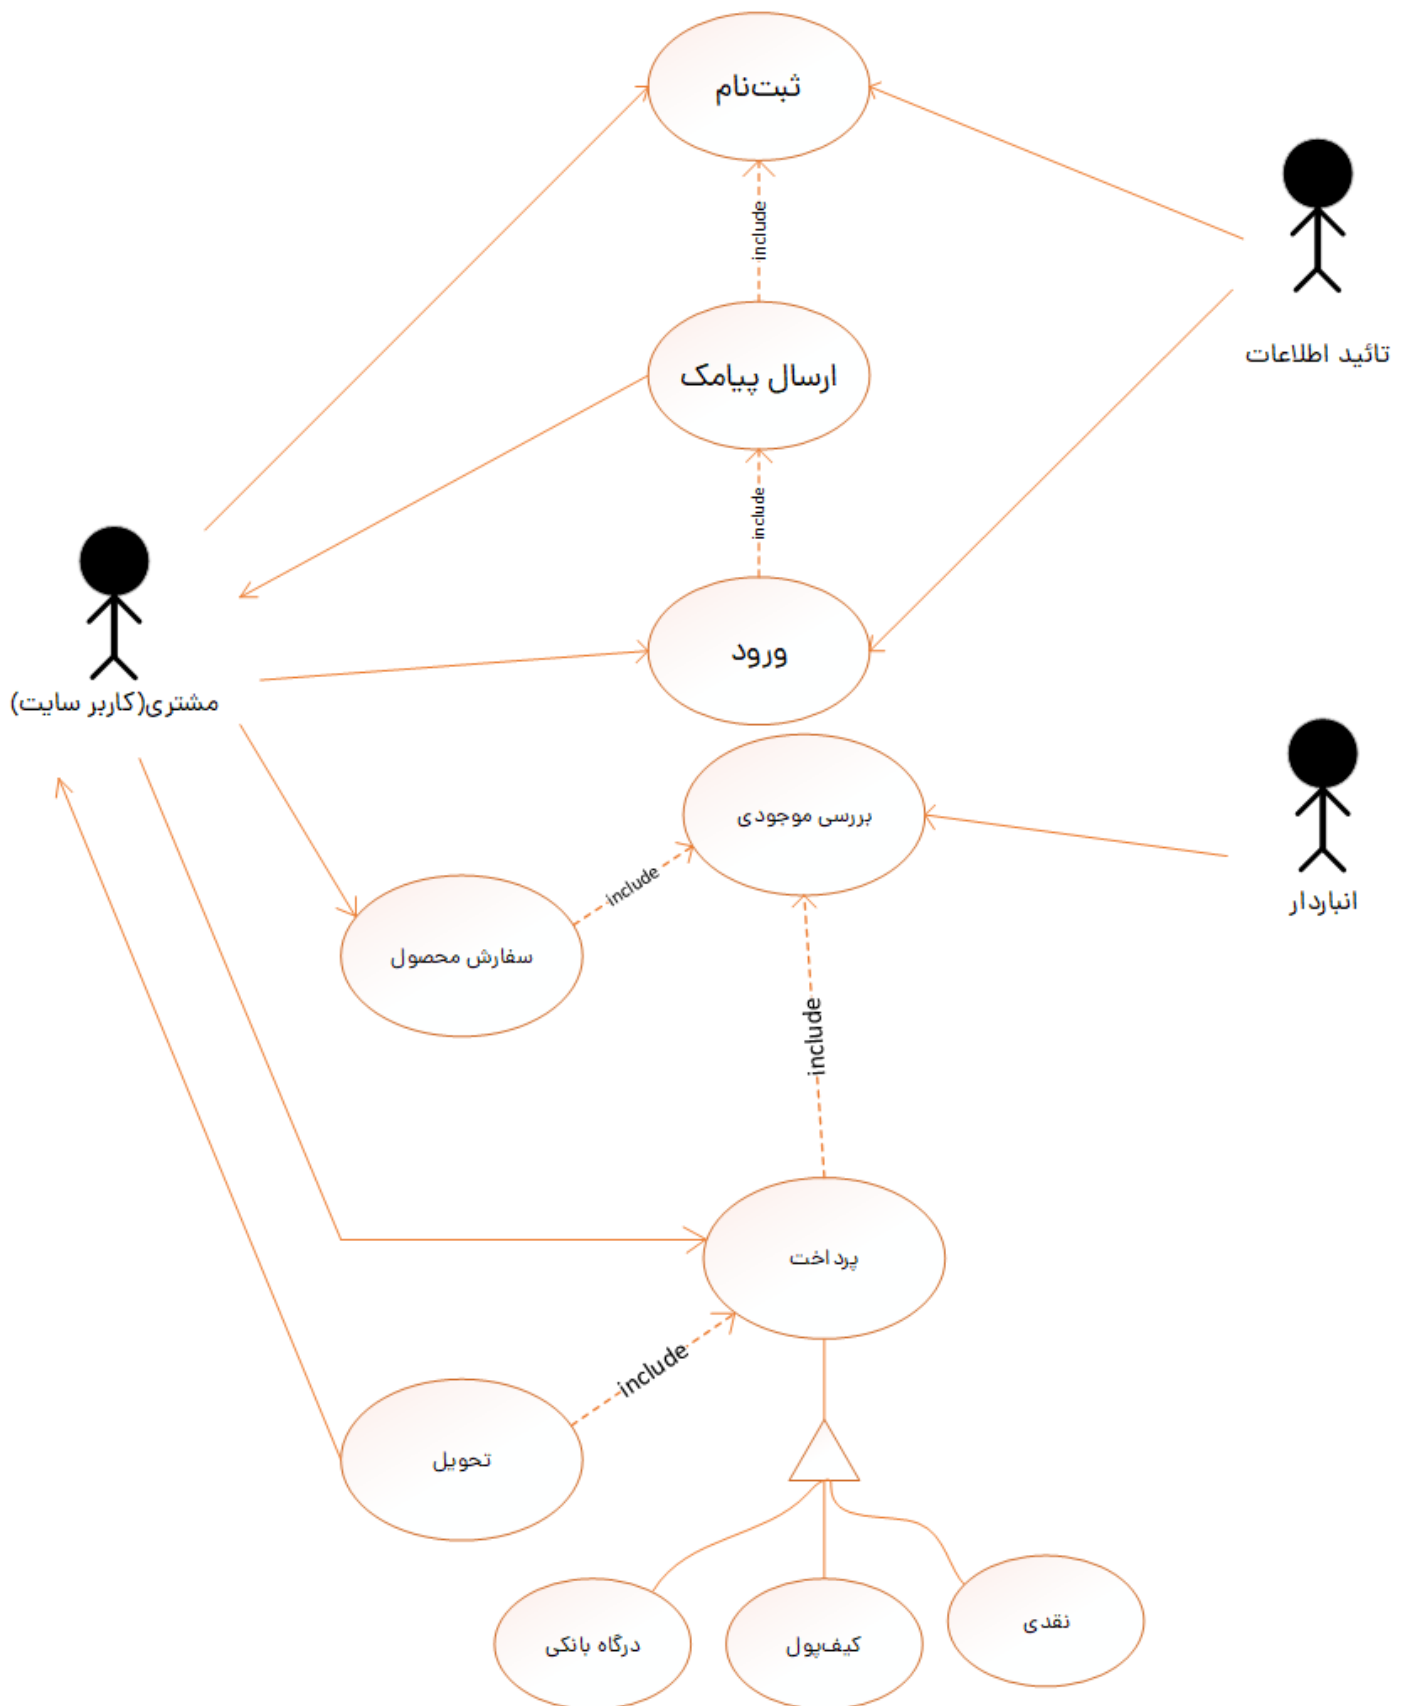 ثبت‌نام
include
ارسال پیامک
تائید اطلاعات
include
ورود
مشتری(کاربر سایت)
بررسی موجودی
include
انباردار
سفارش محصول
include
پرداخت
include
تحویل
نقدی
کیف‌پول
درگاه بانکی